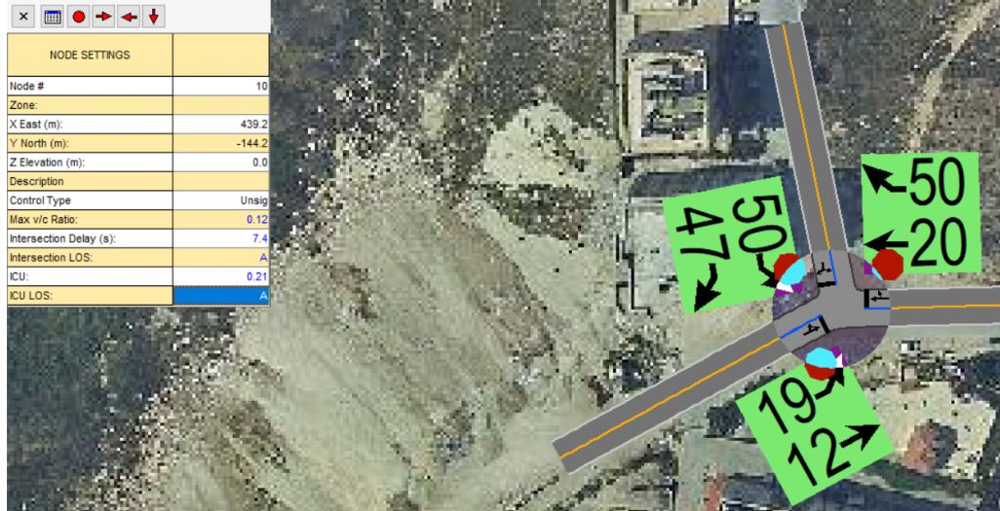 NODE SETTINGS
Node # 10
Zone:
X East (m): 439.2
Y North (m): -144.2
Z Elevation (m): 0.0
Description
Control Type Unsig
Max v/c Ratio: 0.12
Intersection Delay (s): 7.4
Intersection LOS: A
ICU: 0.21
ICU LOS: A
50
20
50
47
19
12